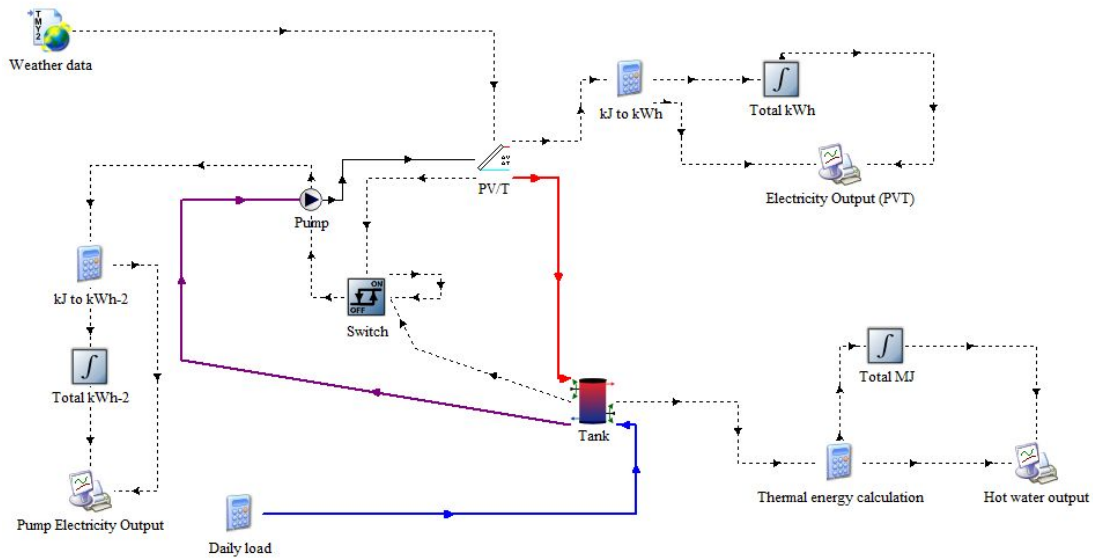 TMY2
Weather data
kJ to kWh
Total kWh
PV/T
Electricity Output (PVT)
Pump
kJ to kWh-2
ON
OFF
Switch
Total kWh-2
Total MJ
Tank
Thermal energy calculation
Hot water output
Pump Electricity Output
Daily load